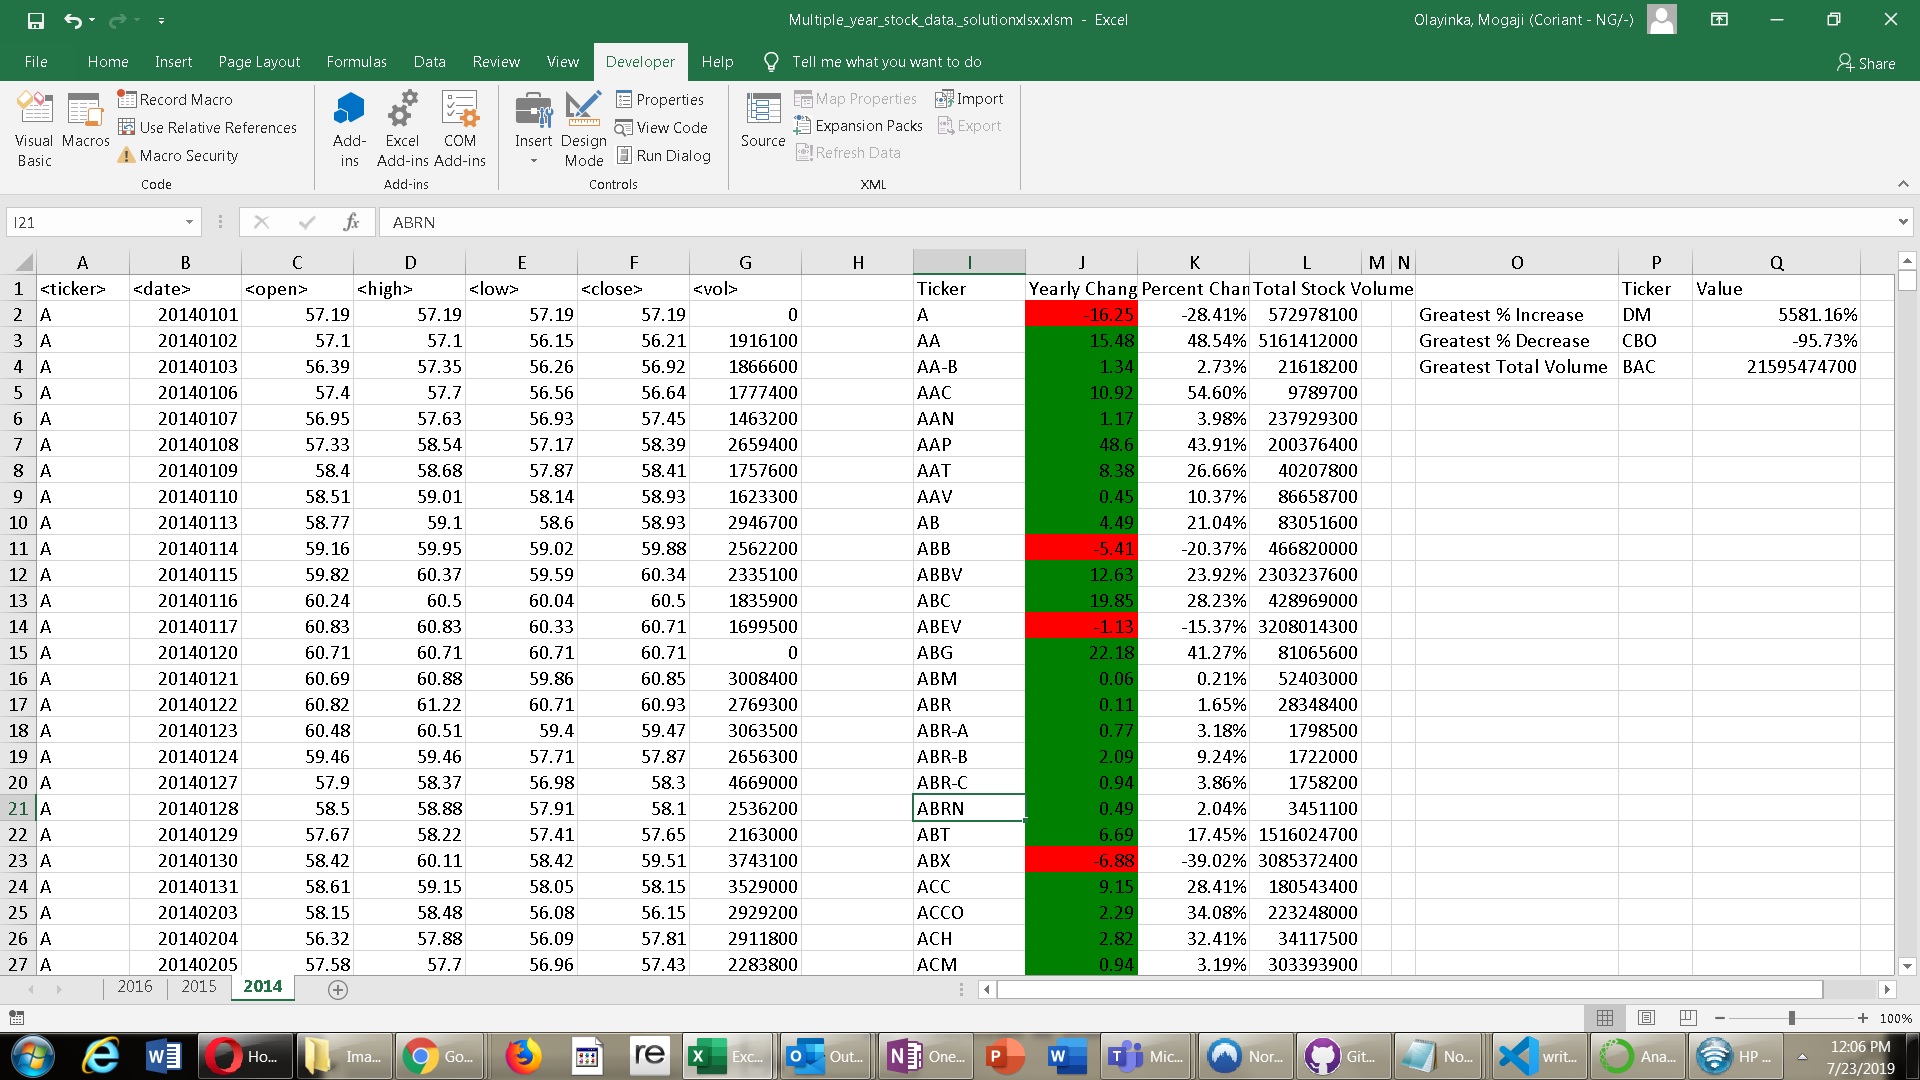 Multiple_year_stock_data._solutionxlsx.xlsm - Excel
Olayinka, Mogaji (Coriant - NG/-)
File Home Insert Page Layout Formulas Data Review View Developer Help Tell me what you want to do Share
Visual Basic
Macros
Record Macro
Use Relative References
Macro Security
Code
Add-ins
Excel Add-ins
COM Add-ins
Add-ins
Insert
Design Mode
Properties
View Code
Run Dialog
Controls
Source
Map Properties
Expansion Packs
Refresh Data
Import
Export
XML
I21 fx ABRN
A B C D E F G H I J K L M N O P Q
1 <ticker> <date> <open> <high> <low> <close> <vol> Ticker Yearly Chang Percent Chan Total Stock Volume Ticker Value
2 A 20140101 57.19 57.19 57.19 57.19 0 A -16.25 -28.41% 572978100 Greatest % Increase DM 5581.16%
3 A 20140102 57.1 57.1 56.15 56.21 1916100 AA 15.48 48.54% 5161412000 Greatest % Decrease CBO -95.73%
4 A 20140103 56.39 57.35 56.26 56.92 1866600 AA-B 1.34 2.73% 21618200 Greatest Total Volume BAC 21595474700
5 A 20140106 57.4 57.7 56.56 56.64 1777400 AAC 10.92 54.60% 9789700
6 A 20140107 56.95 57.63 56.93 57.45 1463200 AAN 1.17 3.98% 237929300
7 A 20140108 57.33 58.54 57.17 58.39 2659400 AAP 48.6 43.91% 200376400
8 A 20140109 58.4 58.68 57.87 58.41 1757600 AAT 8.38 26.66% 40207800
9 A 20140110 58.51 59.01 58.14 58.93 1623300 AAV 0.45 10.37% 86658700
10 A 20140113 58.77 59.1 58.6 58.93 2946700 AB 4.49 21.04% 83051600
11 A 20140114 59.16 59.95 59.02 59.88 2562200 ABB -5.41 -20.37% 466820000
12 A 20140115 59.82 60.37 59.59 60.34 2335100 ABBV 12.63 23.92% 2303237600
13 A 20140116 60.24 60.5 60.04 60.5 1835900 ABC 19.85 28.23% 428969000
14 A 20140117 60.83 60.83 60.33 60.71 1699500 ABEV -1.13 -15.37% 3208014300
15 A 20140120 60.71 60.71 60.71 60.71 0 ABG 22.18 41.27% 81065600
16 A 20140121 60.69 60.88 59.86 60.85 3008400 ABM 0.06 0.21% 52403000
17 A 20140122 60.82 61.22 60.71 60.93 2769300 ABR 0.11 1.65% 28348400
18 A 20140123 60.48 60.51 59.4 59.47 3063500 ABR-A 0.77 3.18% 1798500
19 A 20140124 59.46 59.46 57.71 57.87 2656300 ABR-B 2.09 9.24% 1722000
20 A 20140127 57.9 58.37 56.98 58.3 4669000 ABR-C 0.94 3.86% 1758200
21 A 20140128 58.5 58.88 57.91 58.1 2536200 ABRN 0.49 2.04% 3451100
22 A 20140129 57.67 58.22 57.41 57.65 2163000 ABT 6.69 17.45% 1516024700
23 A 20140130 58.42 60.11 58.42 59.51 3743100 ABX -6.88 -39.02% 3085372400
24 A 20140131 58.61 59.15 58.05 58.15 3529000 ACC 9.15 28.41% 180543400
25 A 20140203 58.15 58.48 56.08 56.15 2929200 ACCO 2.29 34.08% 223248000
26 A 20140204 56.32 57.88 56.09 57.81 2911800 ACH 2.82 32.41% 34117500
27 A 20140205 57.58 57.7 56.96 57.43 2283800 ACM 0.94 3.19% 303393900
2016 2015 2014
100%
Ho... Ima... Go... re Exc... Out... One... Mic... Nor... Git... No... writ... Ana... HP ...
12:06 PM
7/23/2019